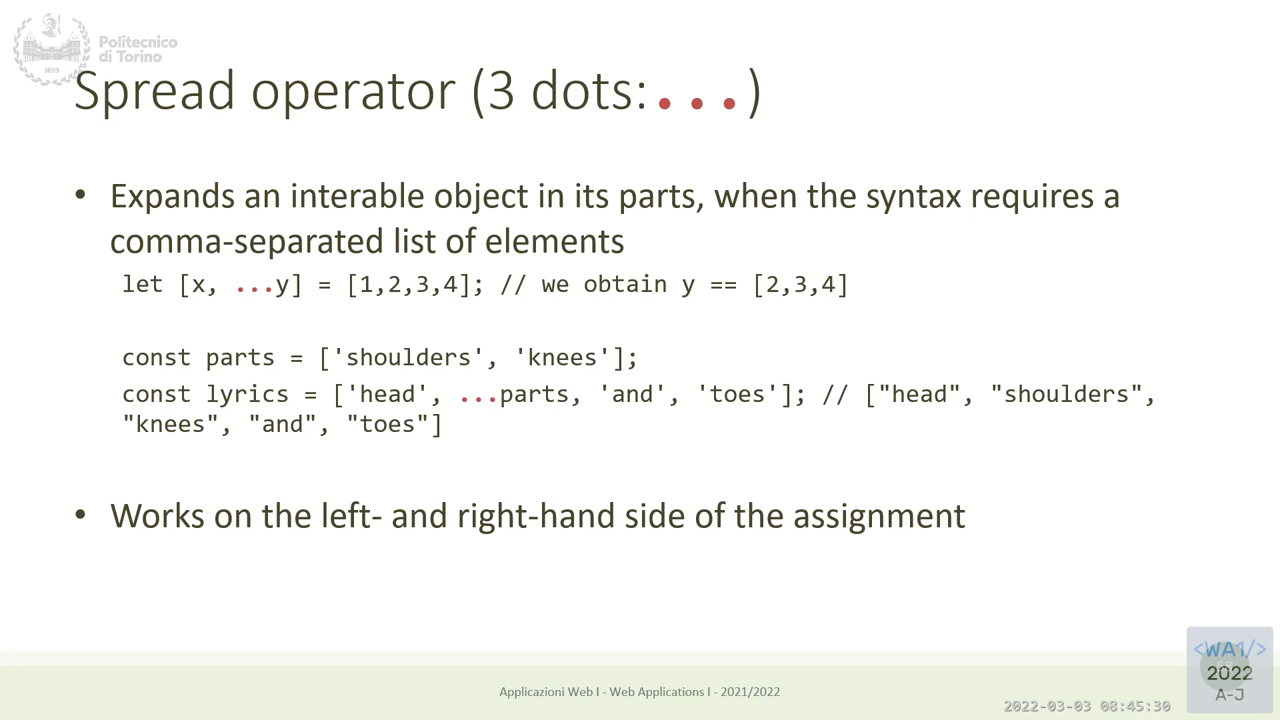 Politecnico
di Torino
1859
Spread operator (3 dots:...)
• Expands an interable object in its parts, when the syntax requires a
comma-separated list of elements
let [x, ...y] = [1,2,3,4]; // we obtain y == [2,3,4]
const parts = ['shoulders', 'knees'];
const lyrics = ['head', ...parts, 'and', 'toes']; // ["head", "shoulders",
"knees", "and", "toes"]
• Works on the left- and right-hand side of the assignment
Applicazioni Web I - Web Applications I - 2021/2022
<WA1/>
2022
A-J
2022-03-03 08:45:30